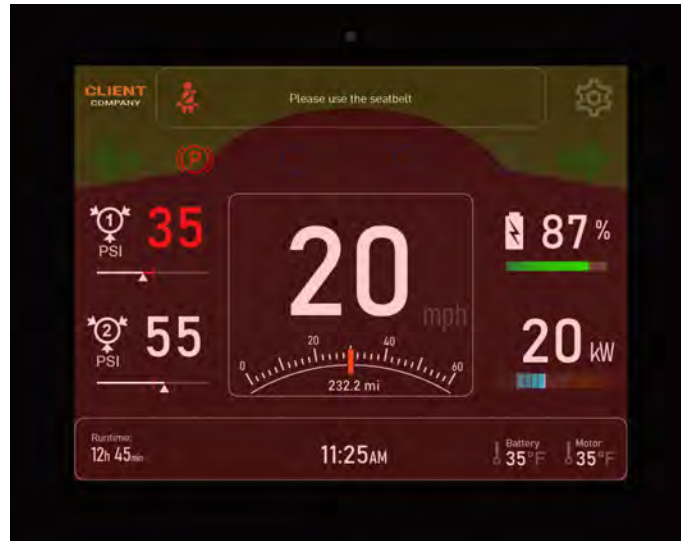 CLIENT
COMPANY
Please use the seatbelt
P
1
35
PSI
2
55
PSI
20
mph
0
20
40
60
232.2 mi
87 %
20 kW
Runtime:
12h 45min
11:25AM
Battery
35°F
Motor
35°F